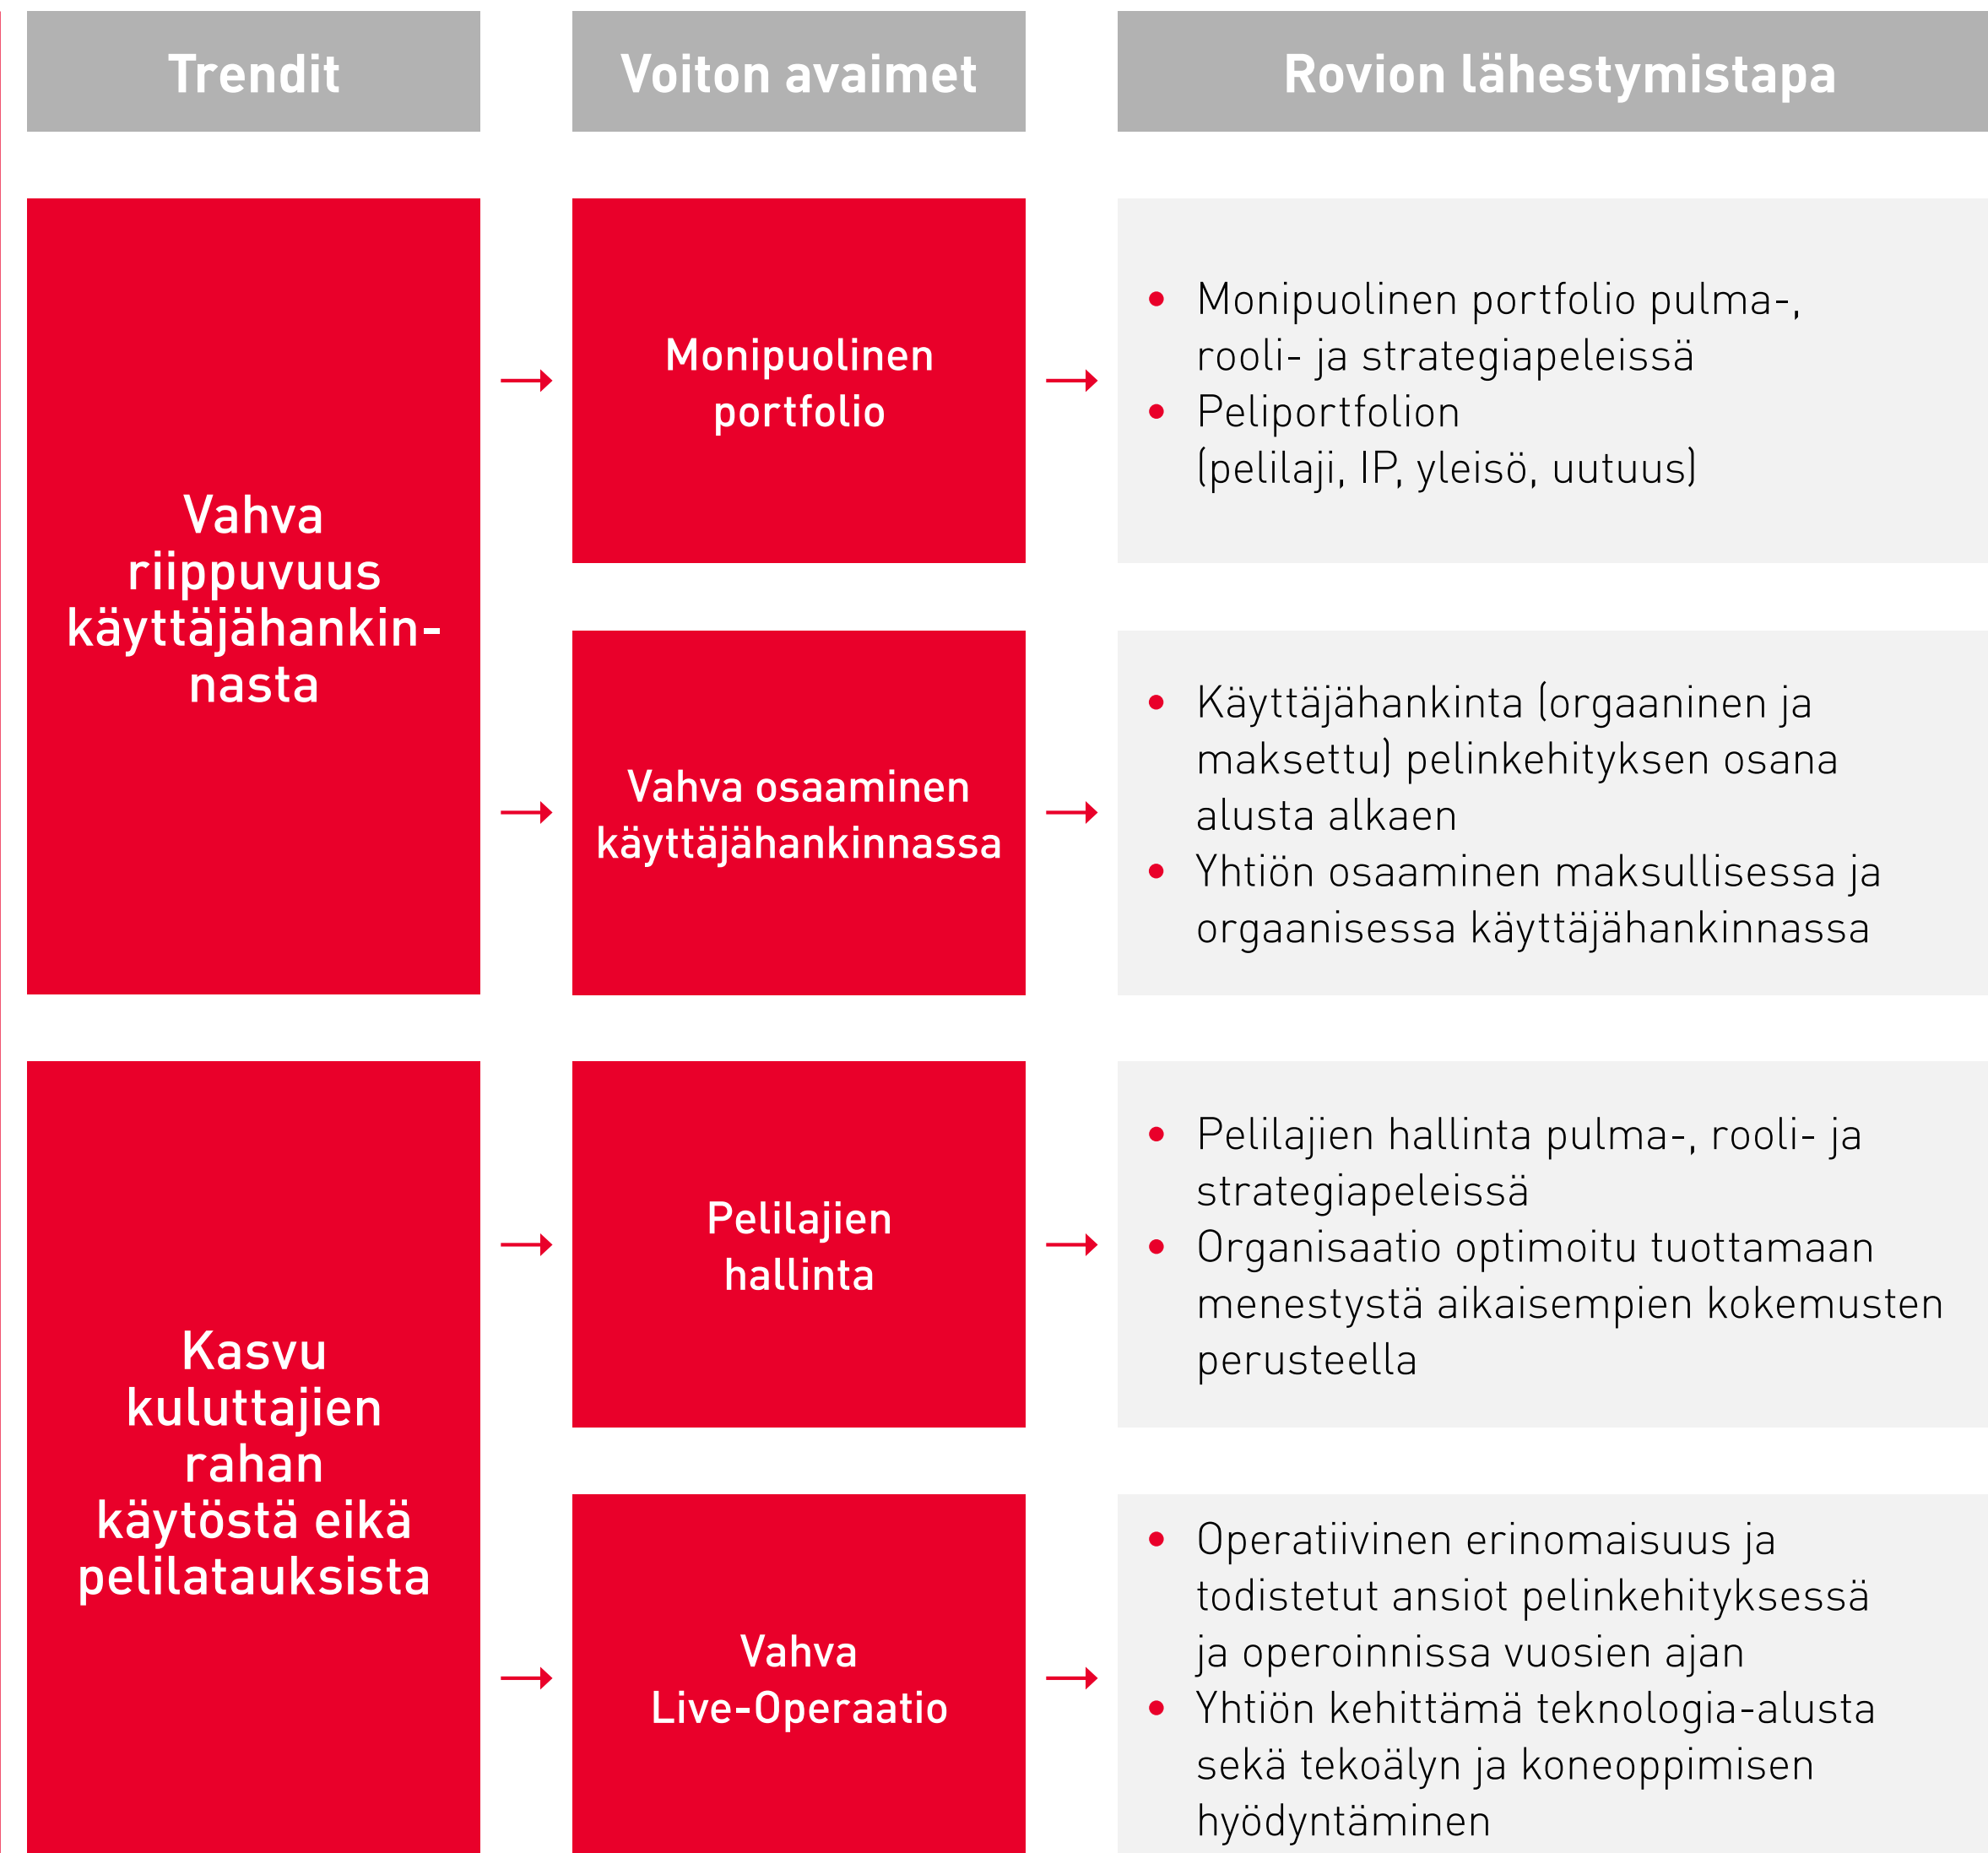 Trendit
Voiton avaimet
Rovion lähestymistapa
Vahva
riippuvuus
käyttäjähankin-
nasta
Monipuolinen
portfolio
• Monipuolinen portfolio pulma-,
rooli- ja strategiapeleissä
• Peliportfolion
(pelilaji, IP, yleisö, uutuus)
Vahva osaaminen
käyttäjähankinnassa
• Käyttäjähankinta (orgaaninen ja
maksettu) pelinkehityksen osana
alusta alkaen
• Yhtiön osaaminen maksullisessa ja
orgaanisessa käyttäjähankinnassa
Kasvu
kuluttajien
rahan
käytöstä eikä
pelilatauksista
Pelilajien
hallinta
• Pelilajien hallinta pulma-, rooli- ja
strategiapeleissä
• Organisaatio optimoitu tuottamaan
menestystä aikaisempien kokemusten
perusteella
Vahva
Live-Operaatio
• Operatiivinen erinomaisuus ja
todistetut ansiot pelinkehityksessä
ja operoinnissa vuosien ajan
• Yhtiön kehittämä teknologia-alusta
sekä tekoälyn ja koneoppimisen
hyödyntäminen